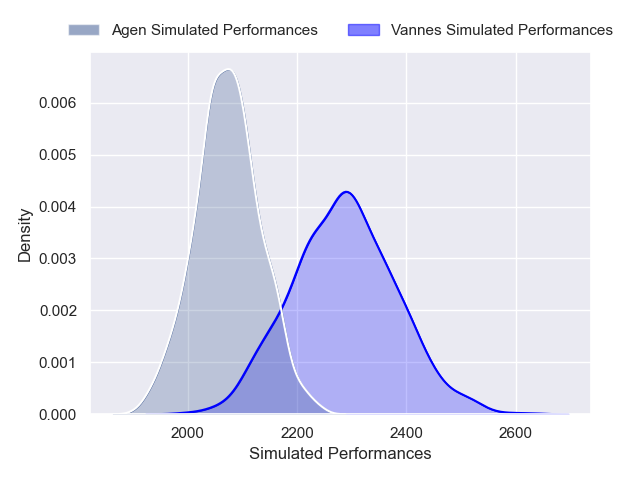 Agen Simulated Performances Vannes Simulated Performances
0.006
0.005
0.004
0.003
0.002
0.001
0.000
Density
2000 2200 2400 2600
Simulated Performances